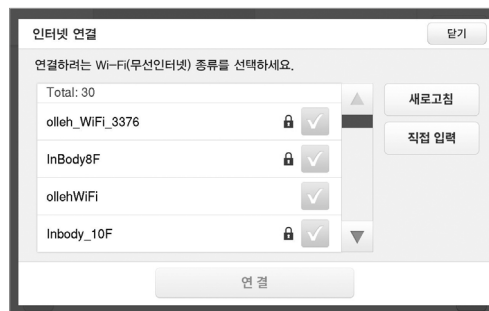 인터넷 연결
닫기
연결하려는 Wi-Fi(무선인터넷) 종류를 선택하세요.
Total: 30
olleh_WiFi_3376
InBody8F
ollehWiFi
Inbody_10F
새로고침
직접 입력
연 결